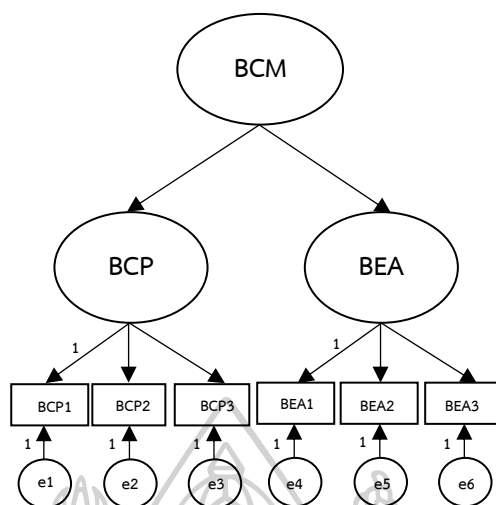 BCM
BCP BEA
1 1
BCP1 BCP2 BCP3 BEA1 BEA2 BEA3
1 1 1 1 1 1
e1 e2 e3 e4 e5 e6